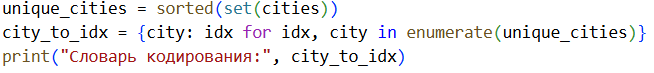 unique_cities = sorted(set(cities))
city_to_idx = {city: idx for idx, city in enumerate(unique_cities)}
print("Словарь кодирования:", city_to_idx)